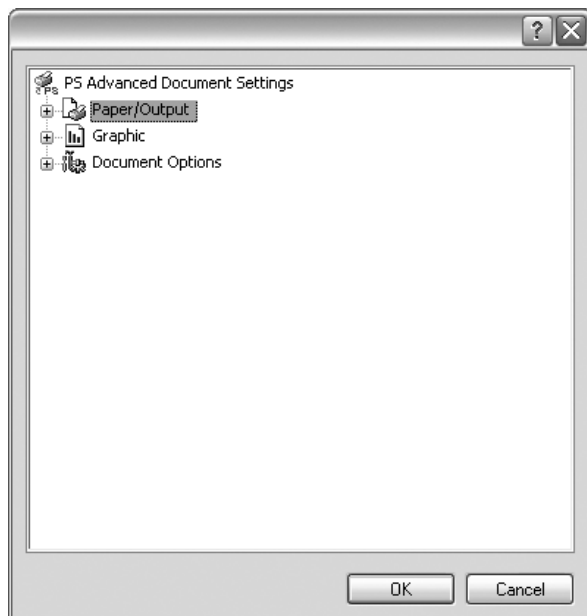 PS Advanced Document Settings
Paper/Output
Graphic
Document Options
OK
Cancel